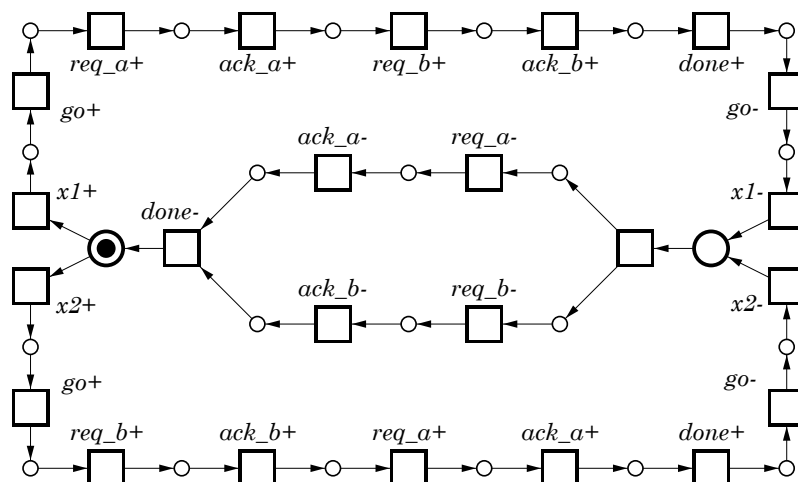 req_a+ ack_a+ req_b+ ack_b+ done+
go+ go-
ack_a- req_a-
x1+ x1-
done-
x2+ x2-
ack_b- req_b-
go+ go-
req_b+ ack_b+ req_a+ ack_a+ done+